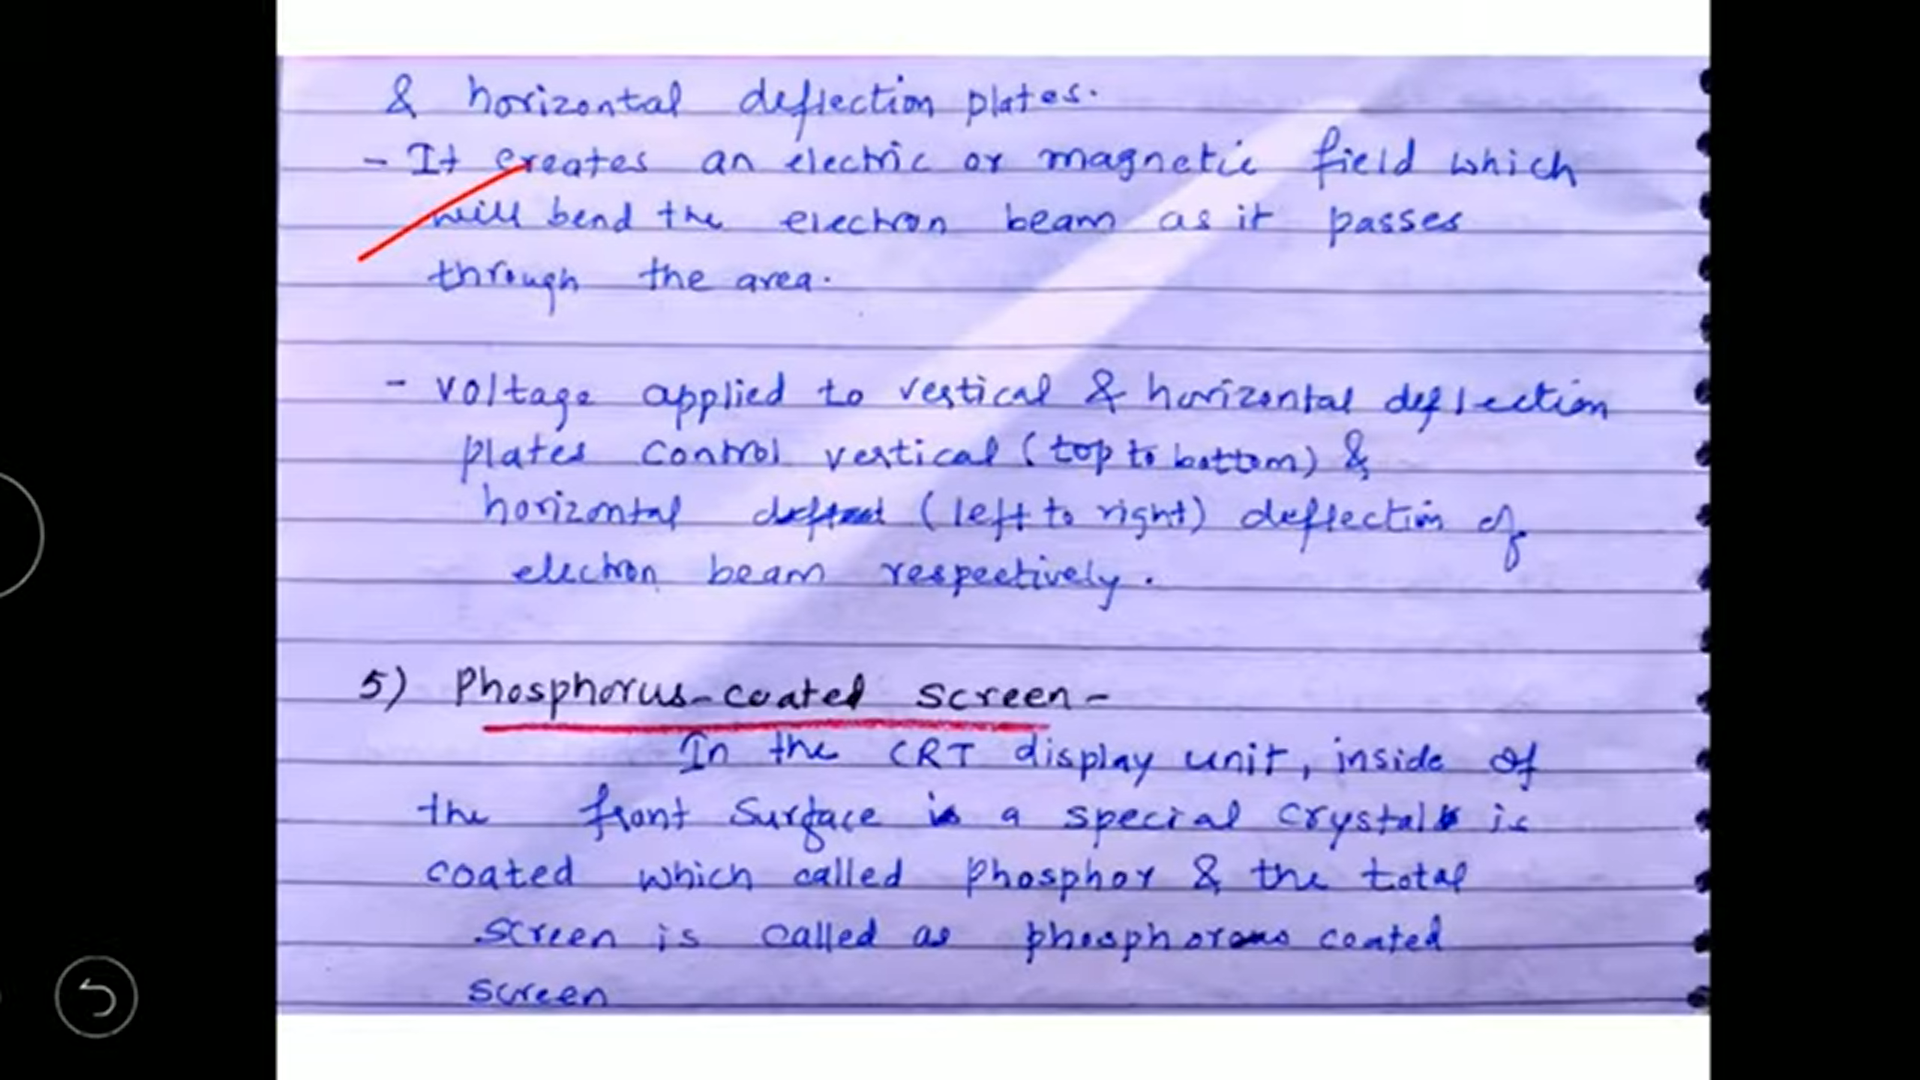 & horizontal deflection plates.
- It creates an electric or magnetic field which
will bend the electron beam as it passes
through the area.
- voltage applied to vertical & horizontal deflection
plates control vertical (top to bottom) &
horizontal (left to right) deflection of
electron beam respectively.
5) Phosphorus-coated screen -
In the CRT display unit, inside of
the front surface is a special crystal is
coated which called phosphor & the total
screen is called as phosphorous coated
screen